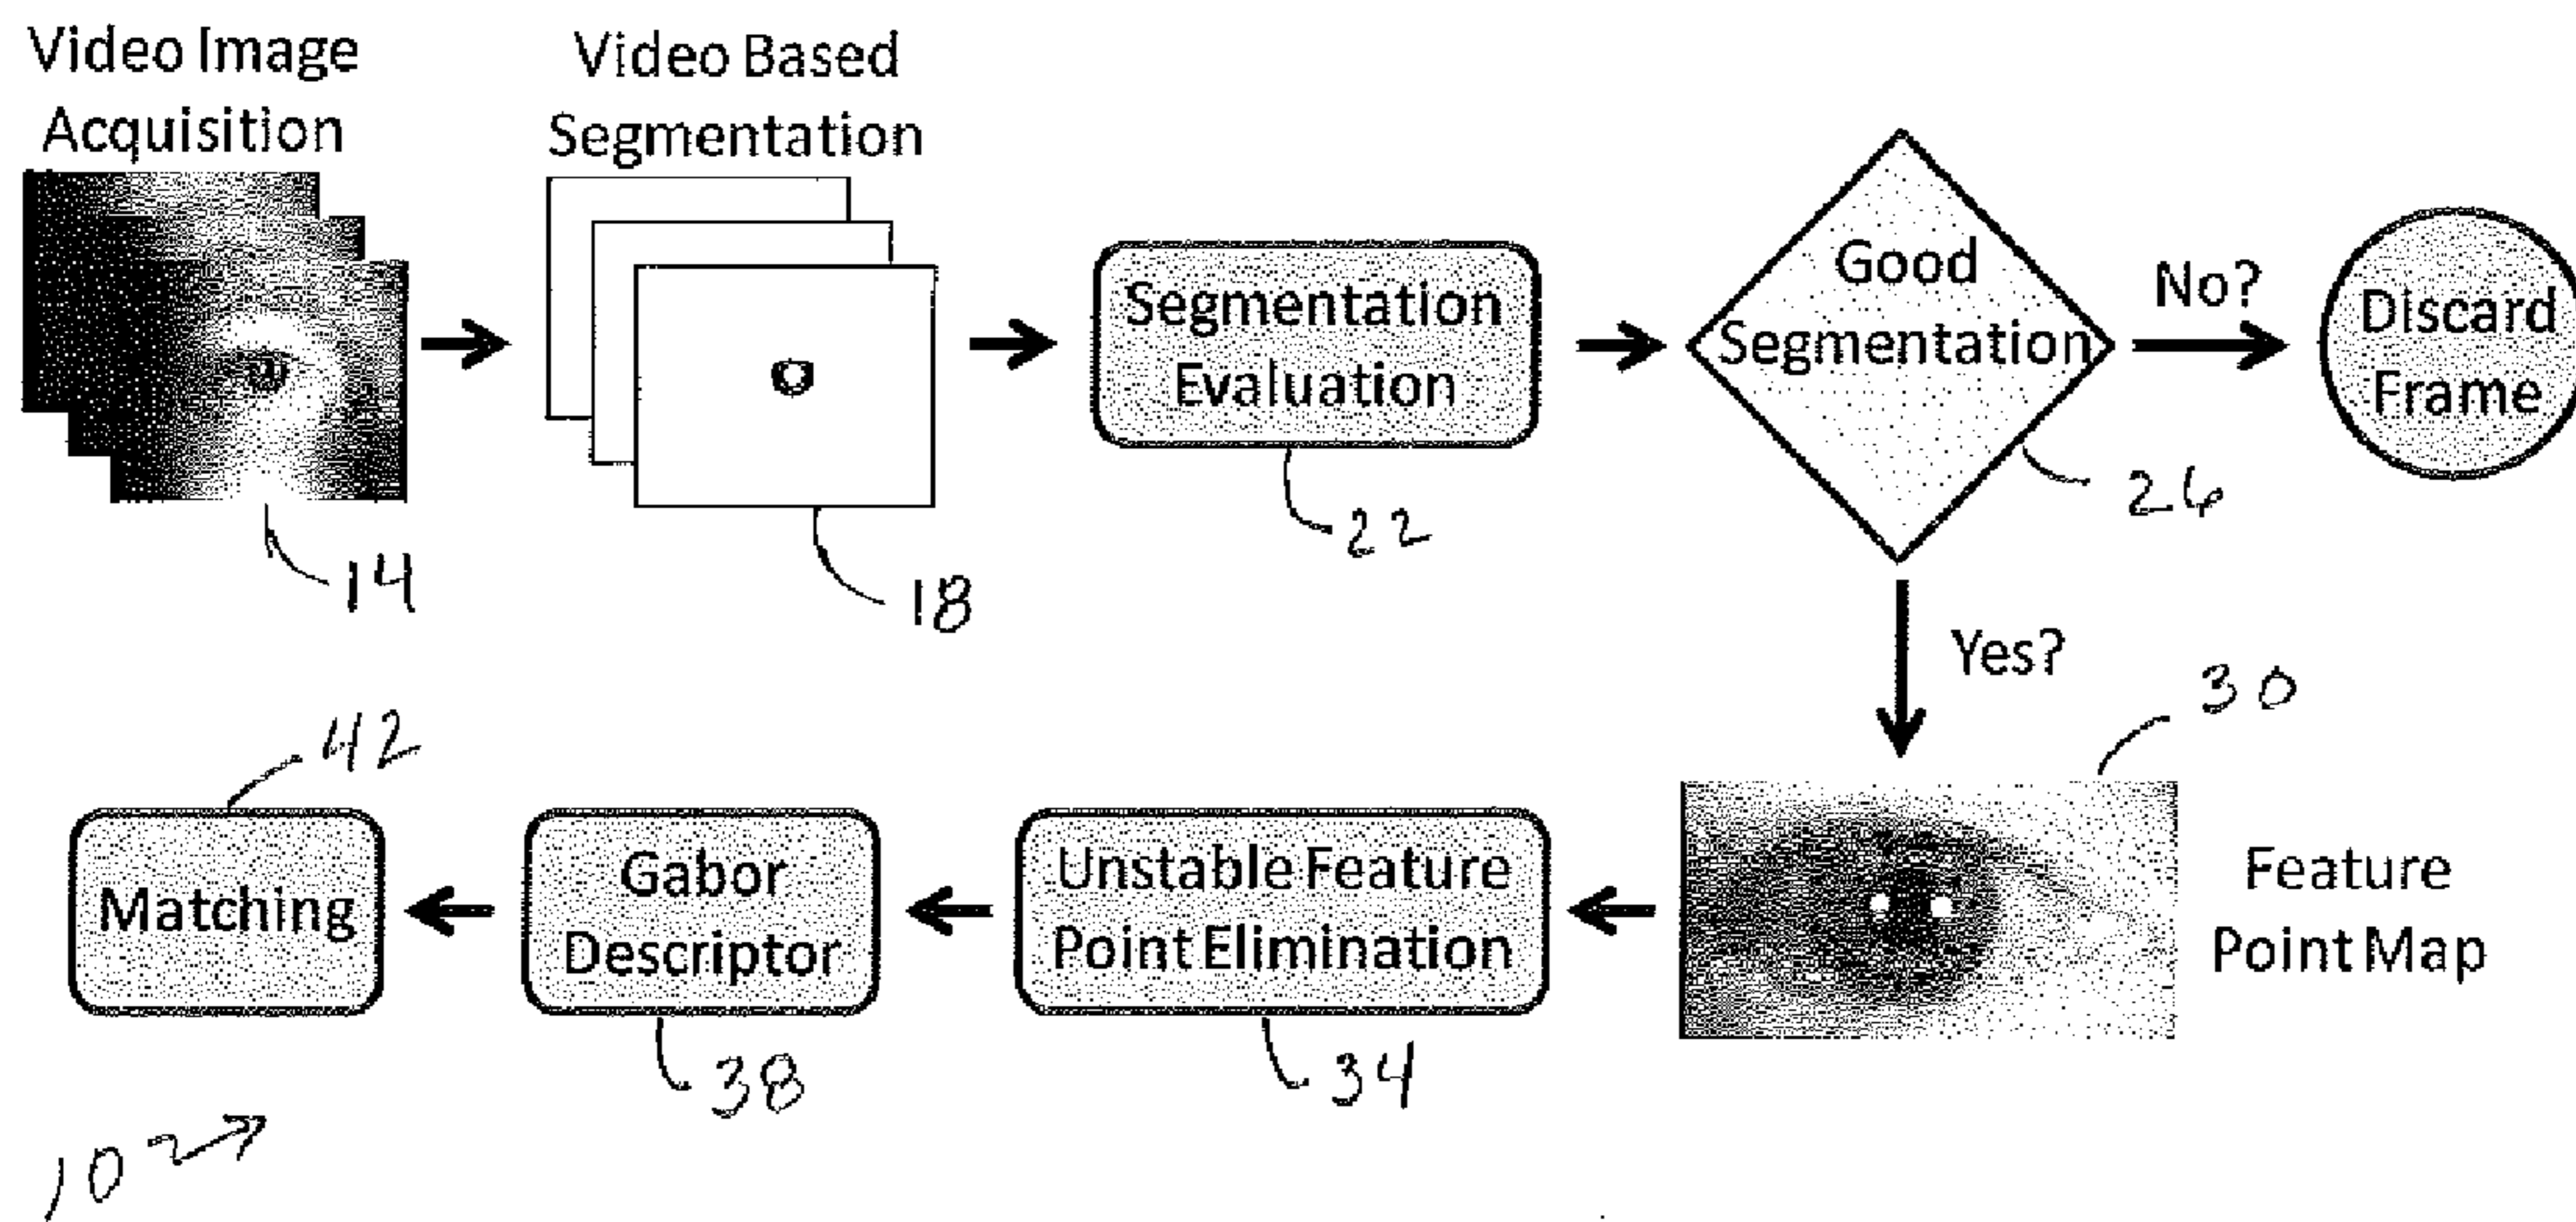 Video Image
Acquisition
Video Based
Segmentation
Segmentation
Evaluation
Good
Segmentation
No?
Discard
Frame
14
18
22
26
Yes?
30
42
Matching
Gabor
Descriptor
Unstable Feature
Point Elimination
Feature
Point Map
38
34
10